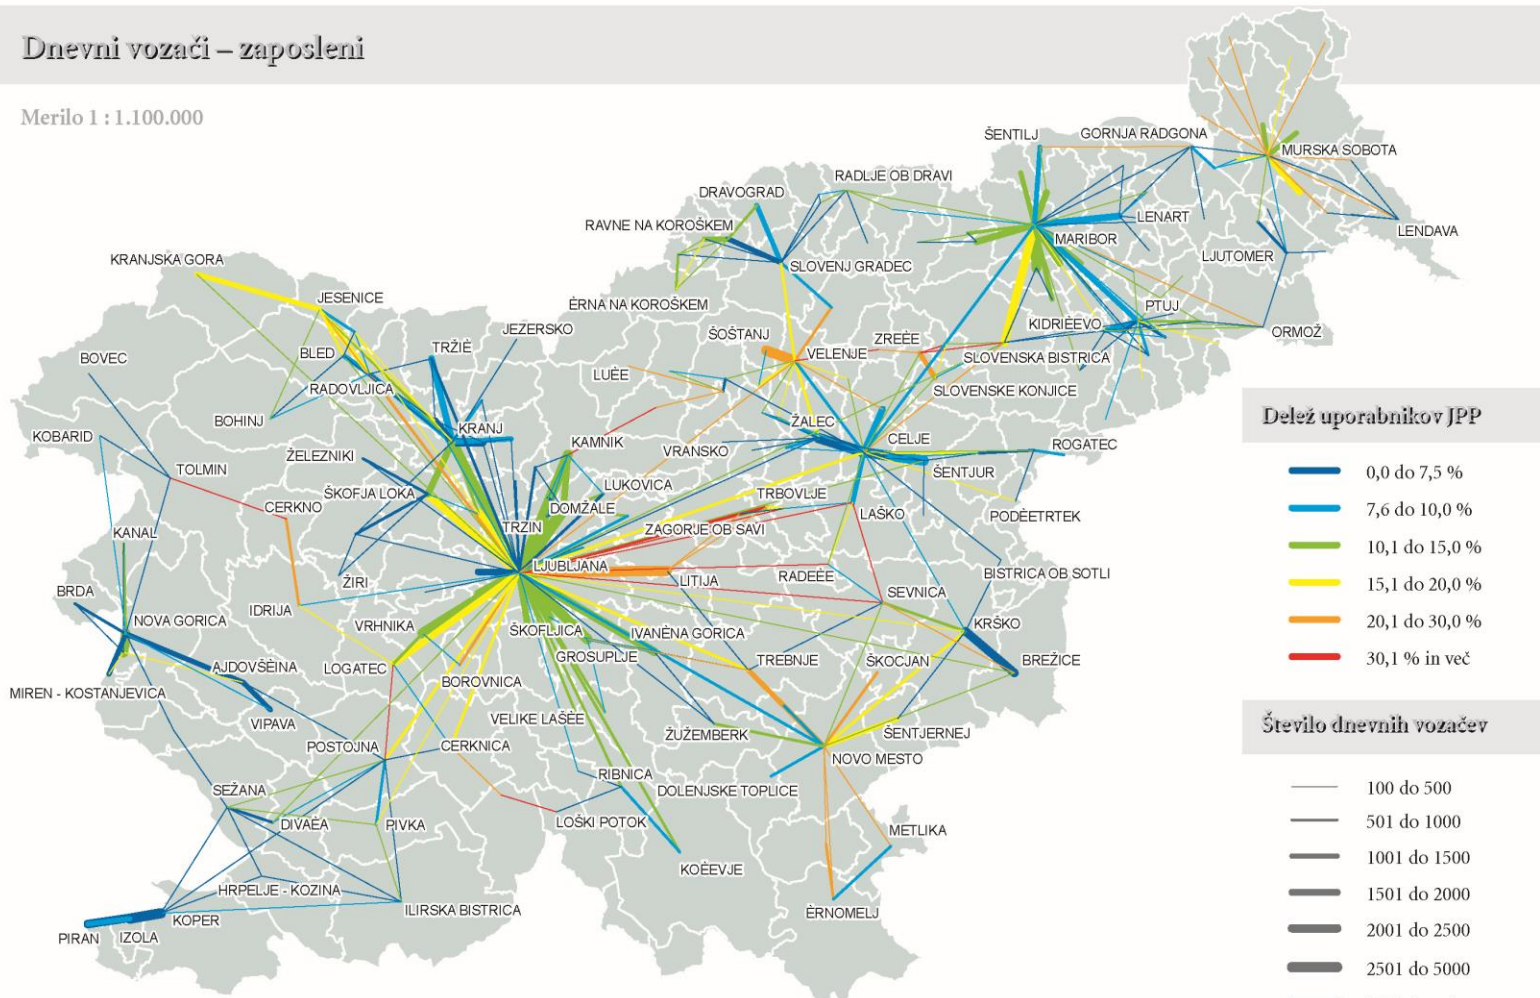 Dnevni vozači – zaposleni
Merilo 1 : 1.100.000
ŠENTILJ
GORNJA RADGONA
MURSKA SOBOTA
RADLJE OB DRAVI
DRAVOGRAD
RAVNE NA KOROŠKEM
LENART
MARIBOR
LENDAVA
LJUTOMER
SLOVENJ GRADEC
KRANJSKA GORA
JESENICE
ÈRNA NA KOROŠKEM
PTUJ
KIDRIÈEVO
ORMOŽ
JEZERSKO
ŠOŠTANJ
ZREÈE
BOVEC
BLED
TRŽIÈ
VELENJE
SLOVENSKA BISTRICA
LUÈE
RADOVLJICA
SLOVENSKE KONJICE
BOHINJ
KRANJ
ŽALEC
KOBARID
KAMNIK
VRANSKO
CELJE
ROGATEC
ŽELEZNIKI
TOLMIN
ŠENTJUR
LUKOVICA
ŠKOFJA LOKA
TRBOVLJE
CERKNO
DOMŽALE
LAŠKO
PODÈETRTEK
TRZIN
ZAGORJE OB SAVI
KANAL
LJUBLJANA
LITIJA
RADEÈE
BISTRICA OB SOTLI
ŽIRI
BRDA
SEVNICA
IDRIJA
NOVA GORICA
VRHNIKA
ŠKOFLJICA
IVANÈNA GORICA
KRŠKO
GROSUPLJE
TREBNJE
ŠKOCJAN
BREŽICE
AJDOVŠÈINA
LOGATEC
BOROVNICA
MIREN - KOSTANJEVICA
VIPAVA
VELIKE LAŠÈE
ŽUŽEMBERK
ŠENTJERNEJ
POSTOJNA
CERKNICA
NOVO MESTO
RIBNICA
DOLENJSKE TOPLICE
SEŽANA
DIVAÈA
PIVKA
LOŠKI POTOK
METLIKA
KOÈEVJE
HRPELJE - KOZINA
ILIRSKA BISTRICA
ÈRNOMELJ
KOPER
PIRAN
IZOLA
Delež uporabnikov JPP
0,0 do 7,5 %
7,6 do 10,0 %
10,1 do 15,0 %
15,1 do 20,0 %
20,1 do 30,0 %
30,1 % in več
Število dnevnih vozačev
100 do 500
501 do 1000
1001 do 1500
1501 do 2000
2001 do 2500
2501 do 5000